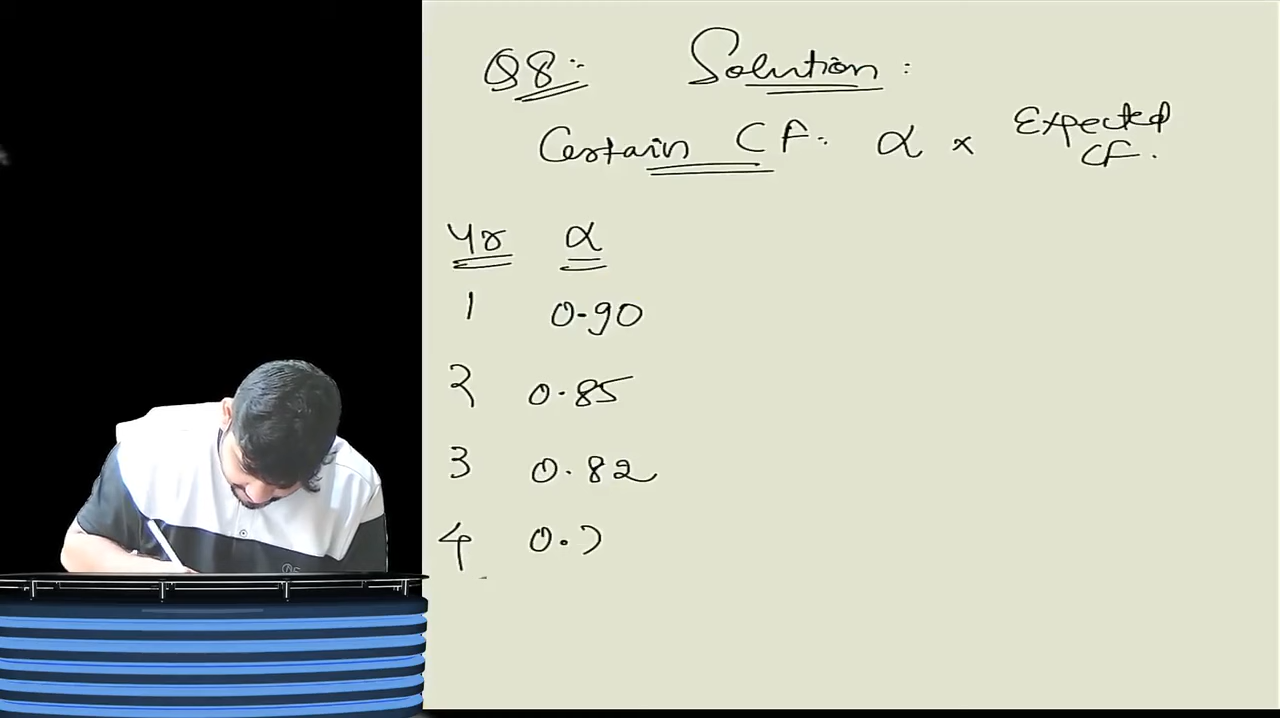 Q8:- Solution:
Certain CF: α × Expected CF.
Yr α
1 0.90
2 0.85
3 0.82
4 0.7